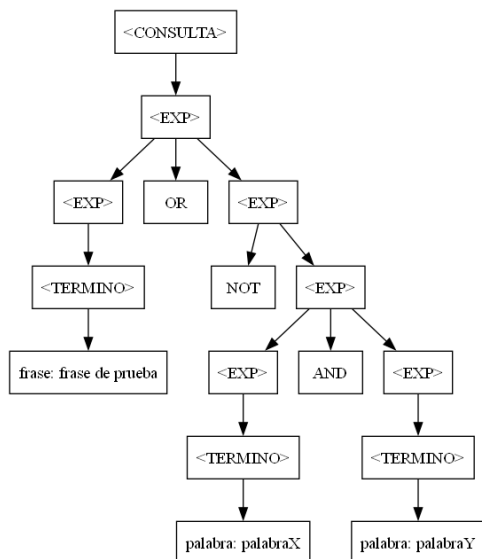 <CONSULTA>
<EXP>
<EXP>
OR
<EXP>
<TERMINO>
NOT
<EXP>
frase: frase de prueba
<EXP>
AND
<EXP>
<TERMINO>
<TERMINO>
palabra: palabraX
palabra: palabraY